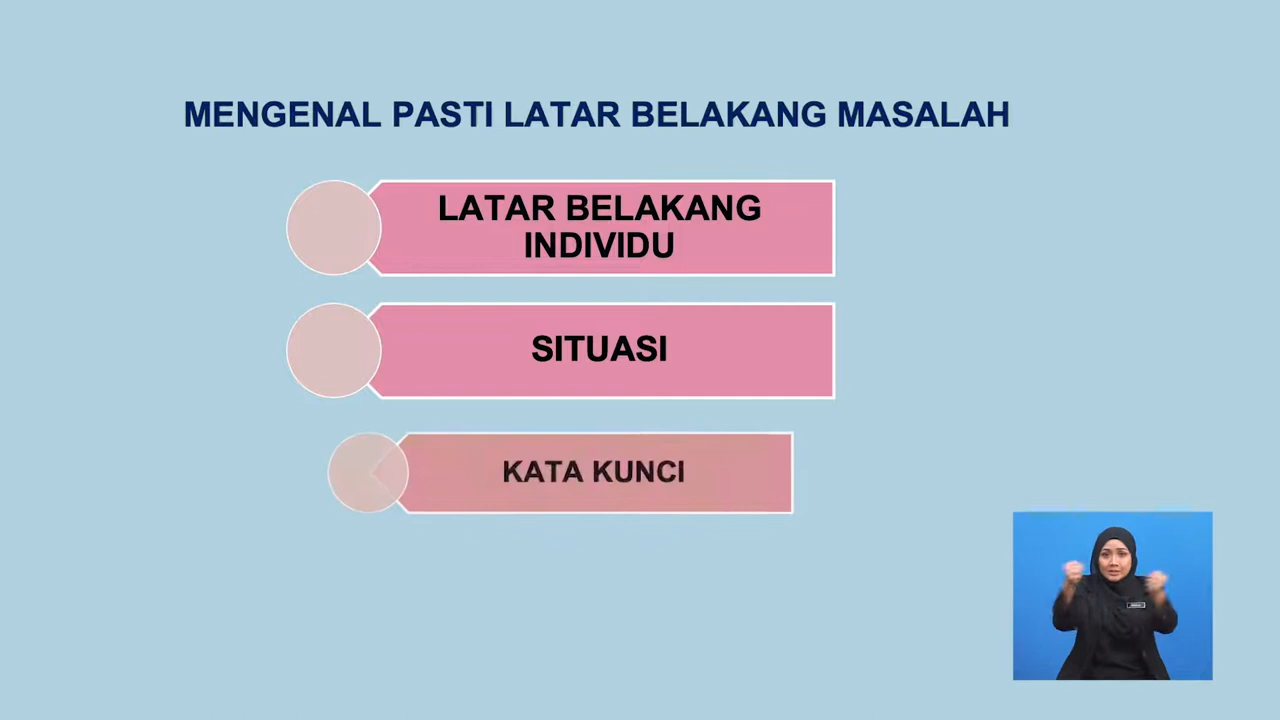 MENGENAL PASTI LATAR BELAKANG MASALAH
LATAR BELAKANG
INDIVIDU
SITUASI
KATA KUNCI